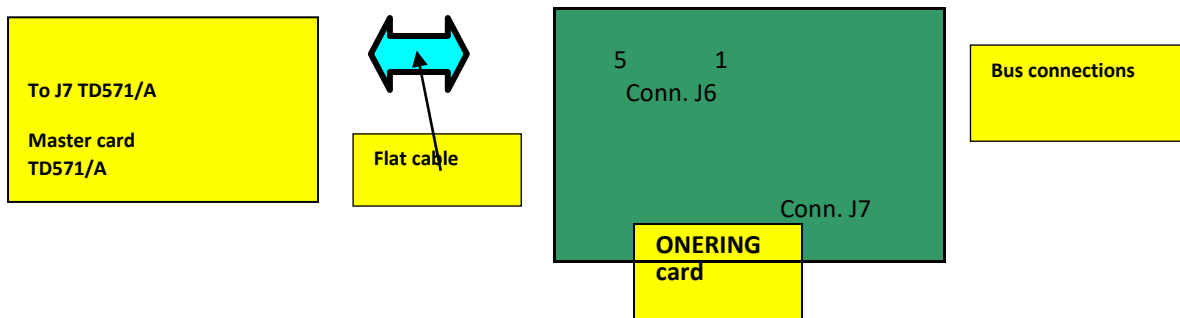 To J7 TD571/A
Master card
TD571/A
Flat cable
5 1
Conn. J6
Conn. J7
ONERING
card
Bus connections